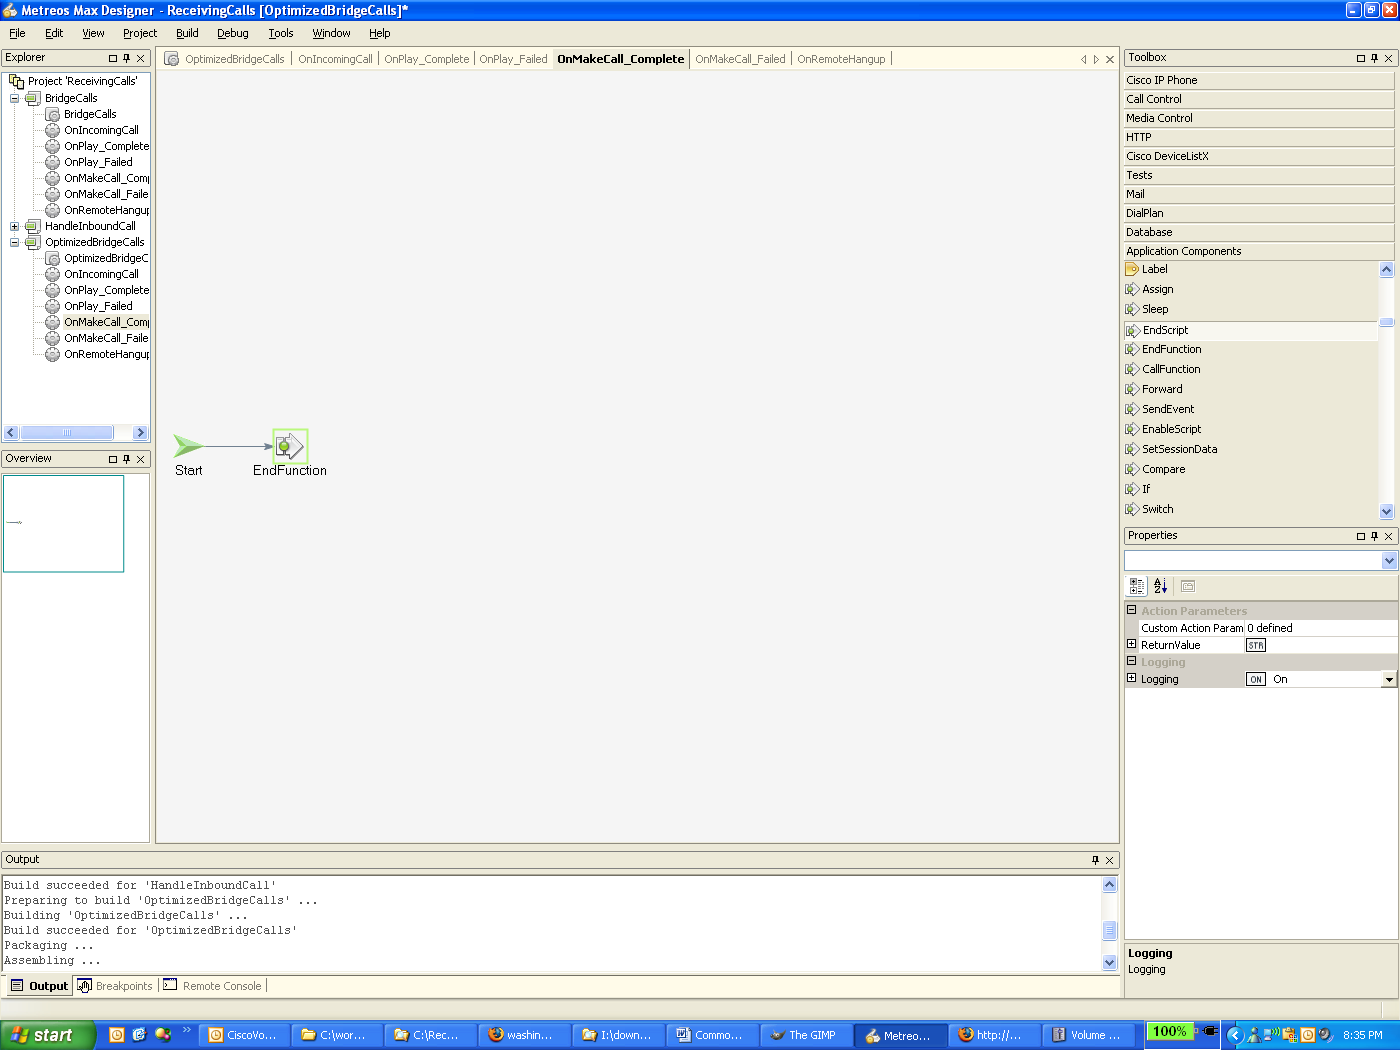 Metreos Max Designer - ReceivingCalls [OptimizedBridgeCalls]*
File Edit View Project Build Debug Tools Window Help
Explorer
Project 'ReceivingCalls'
BridgeCalls
BridgeCalls
OnIncomingCall
OnPlay_Complete
OnPlay_Failed
OnMakeCall_Comp
OnMakeCall_Faile
OnRemoteHangup
HandleInboundCall
OptimizedBridgeCalls
OptimizedBridgeC
OnIncomingCall
OnPlay_Complete
OnPlay_Failed
OnMakeCall_Comp
OnMakeCall_Faile
OnRemoteHangup
Overview
OptimizedBridgeCalls OnIncomingCall OnPlay_Complete OnPlay_Failed OnMakeCall_Complete OnMakeCall_Failed OnRemoteHangup
Start
EndFunction
Toolbox
Cisco IP Phone
Call Control
Media Control
HTTP
Cisco DeviceListX
Tests
Mail
DialPlan
Database
Application Components
Label
Assign
Sleep
EndScript
EndFunction
CallFunction
Forward
SendEvent
EnableScript
SetSessionData
Compare
If
Switch
Properties
Action Parameters
Custom Action Param 0 defined
ReturnValue STR
Logging
Logging ON On
Logging
Logging
Output
Build succeeded for 'HandleInboundCall'
Preparing to build 'OptimizedBridgeCalls' ...
Building 'OptimizedBridgeCalls' ...
Build succeeded for 'OptimizedBridgeCalls'
Packaging ...
Assembling ...
Output Breakpoints Remote Console
start CiscoVo... C:\wor... C:\Rec... washin... I:\down... Commo... The GIMP Metreo... http://... Volume ... 100% 8:35 PM